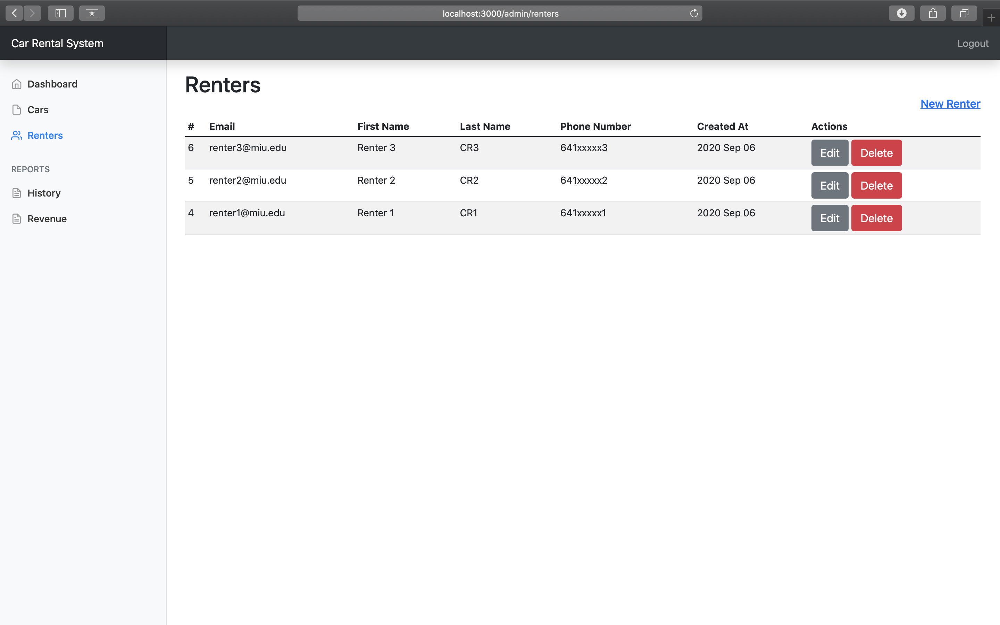 localhost:3000/admin/renters
Car Rental System
Logout
Dashboard
Cars
Renters
REPORTS
History
Revenue
Renters
New Renter
# Email First Name Last Name Phone Number Created At Actions
6 renter3@miu.edu Renter 3 CR3 641xxxxx3 2020 Sep 06 Edit Delete
5 renter2@miu.edu Renter 2 CR2 641xxxxx2 2020 Sep 06 Edit Delete
4 renter1@miu.edu Renter 1 CR1 641xxxxx1 2020 Sep 06 Edit Delete